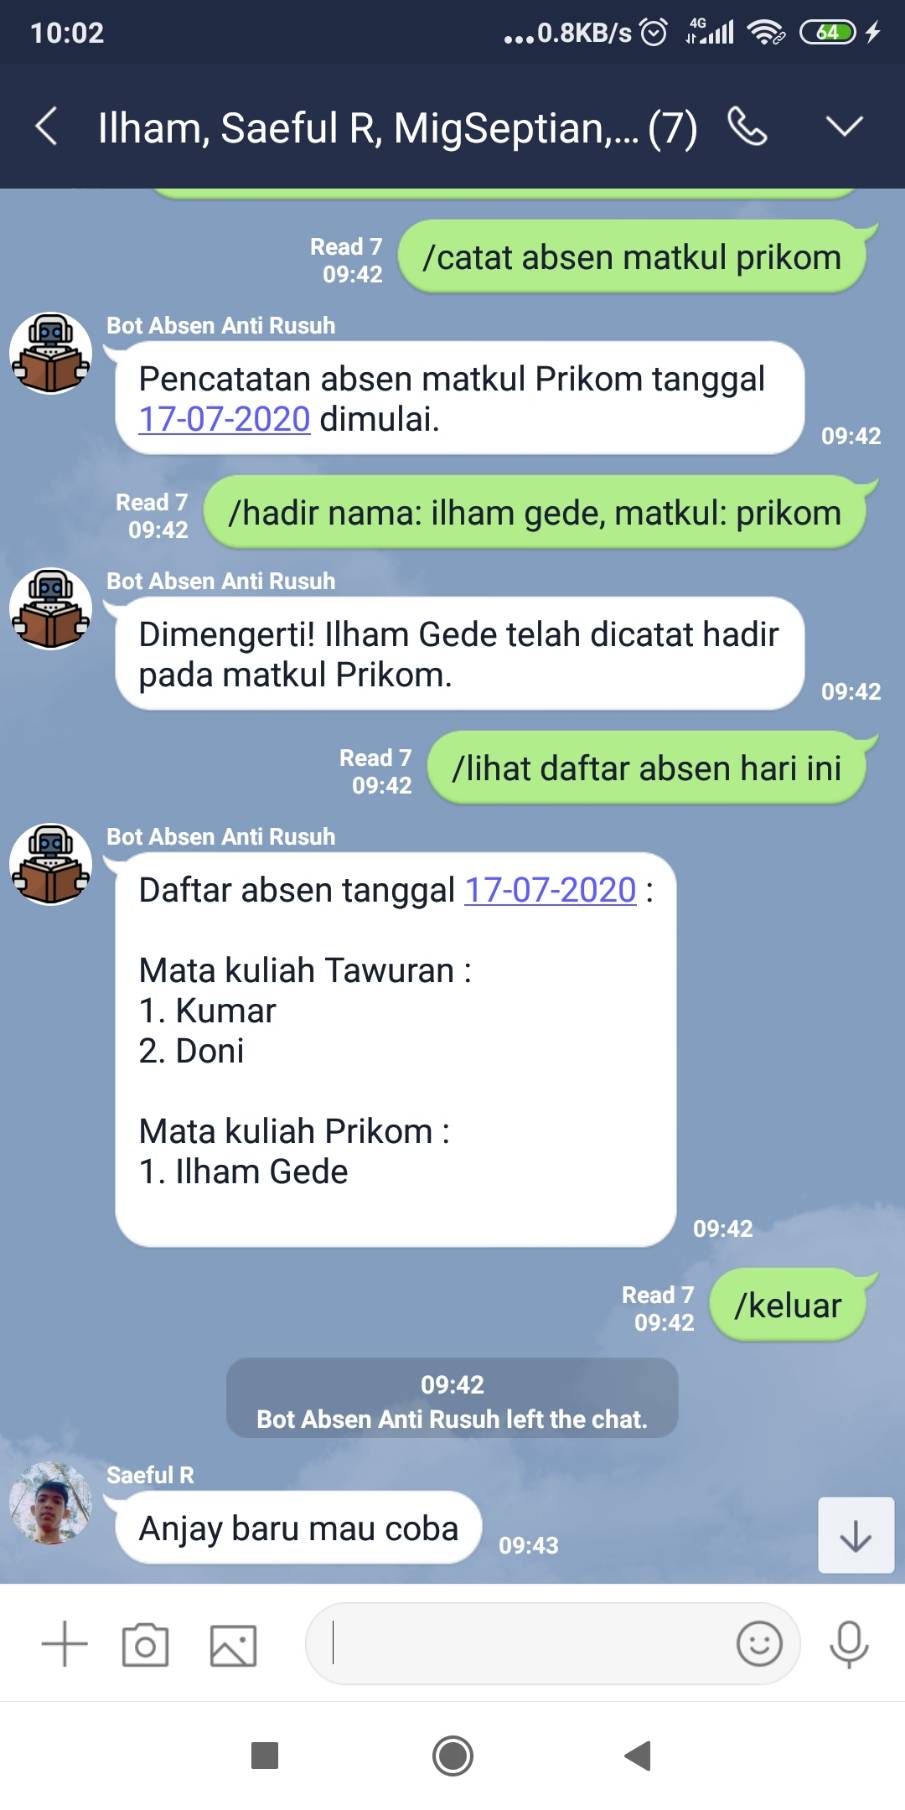 10:02
...0.8KB/s 4G 64
Ilham, Saeful R, MigSeptian,... (7)
Read 7
09:42
/catat absen matkul prikom
Bot Absen Anti Rusuh
Pencatatan absen matkul Prikom tanggal
17-07-2020 dimulai.
09:42
Read 7
09:42
/hadir nama: ilham gede, matkul: prikom
Bot Absen Anti Rusuh
Dimengerti! Ilham Gede telah dicatat hadir
pada matkul Prikom.
09:42
Read 7
09:42
/lihat daftar absen hari ini
Bot Absen Anti Rusuh
Daftar absen tanggal 17-07-2020 :
Mata kuliah Tawuran :
1. Kumar
2. Doni
Mata kuliah Prikom :
1. Ilham Gede
09:42
Read 7
09:42
/keluar
09:42
Bot Absen Anti Rusuh left the chat.
Saeful R
Anjay baru mau coba
09:43